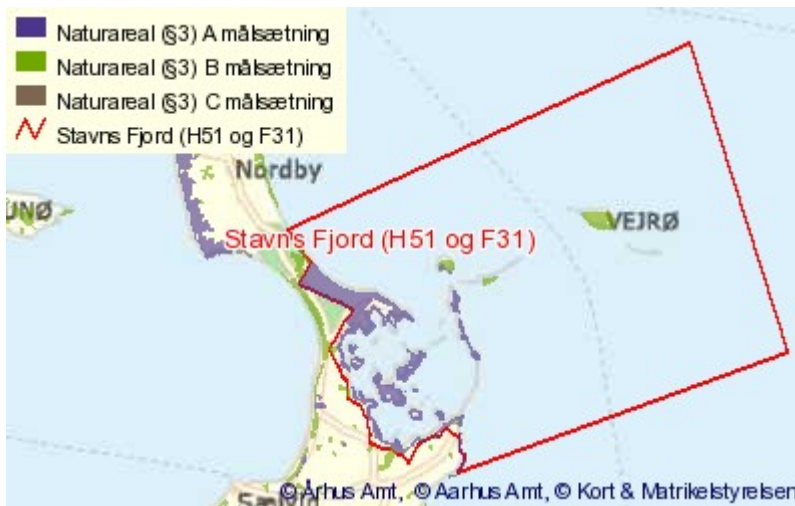 Naturareal (§3) A målsætning
Naturareal (§3) B målsætning
Naturareal (§3) C målsætning
Stavns Fjord (H51 og F31)
Nordby
UNØ
VEJRØ
Stavns Fjord (H51 og F31)
© Århus Amt, © Aarhus Amt, © Kort & Matrikelstyrelsen